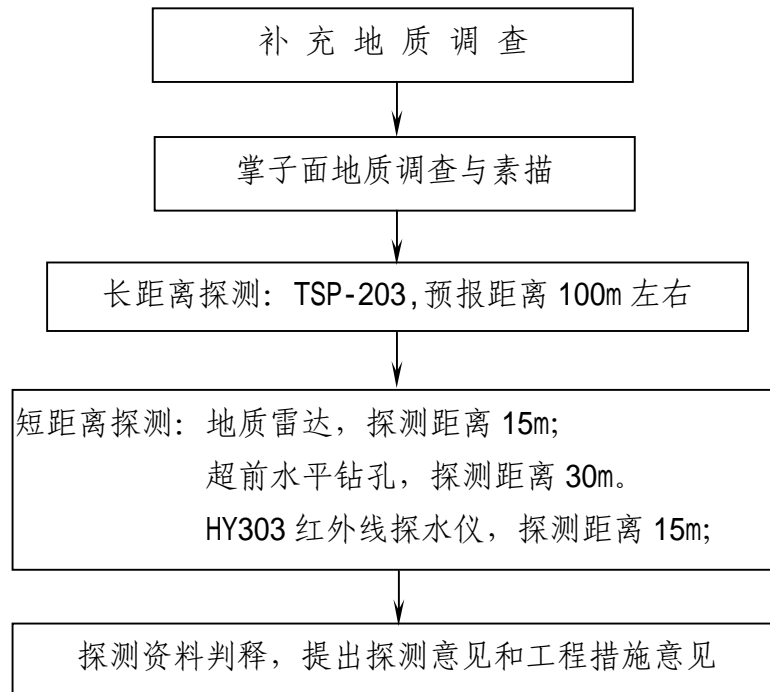 补 充 地 质 调 查
掌子面地质调查与素描
长距离探测：TSP-203,预报距离 100m 左右
短距离探测：地质雷达，探测距离 15m;
超前水平钻孔，探测距离 30m。
HY303 红外线探水仪，探测距离 15m;
探测资料判释，提出探测意见和工程措施意见